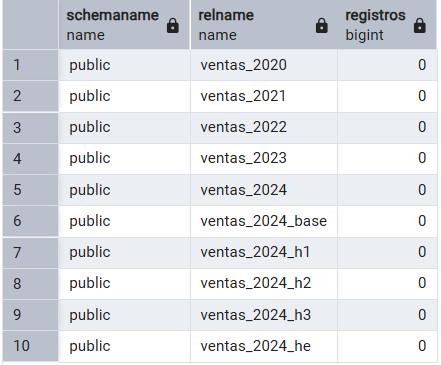 schemaname relname registros
name name bigint
1 public ventas_2020 0
2 public ventas_2021 0
3 public ventas_2022 0
4 public ventas_2023 0
5 public ventas_2024 0
6 public ventas_2024_base 0
7 public ventas_2024_h1 0
8 public ventas_2024_h2 0
9 public ventas_2024_h3 0
10 public ventas_2024_he 0